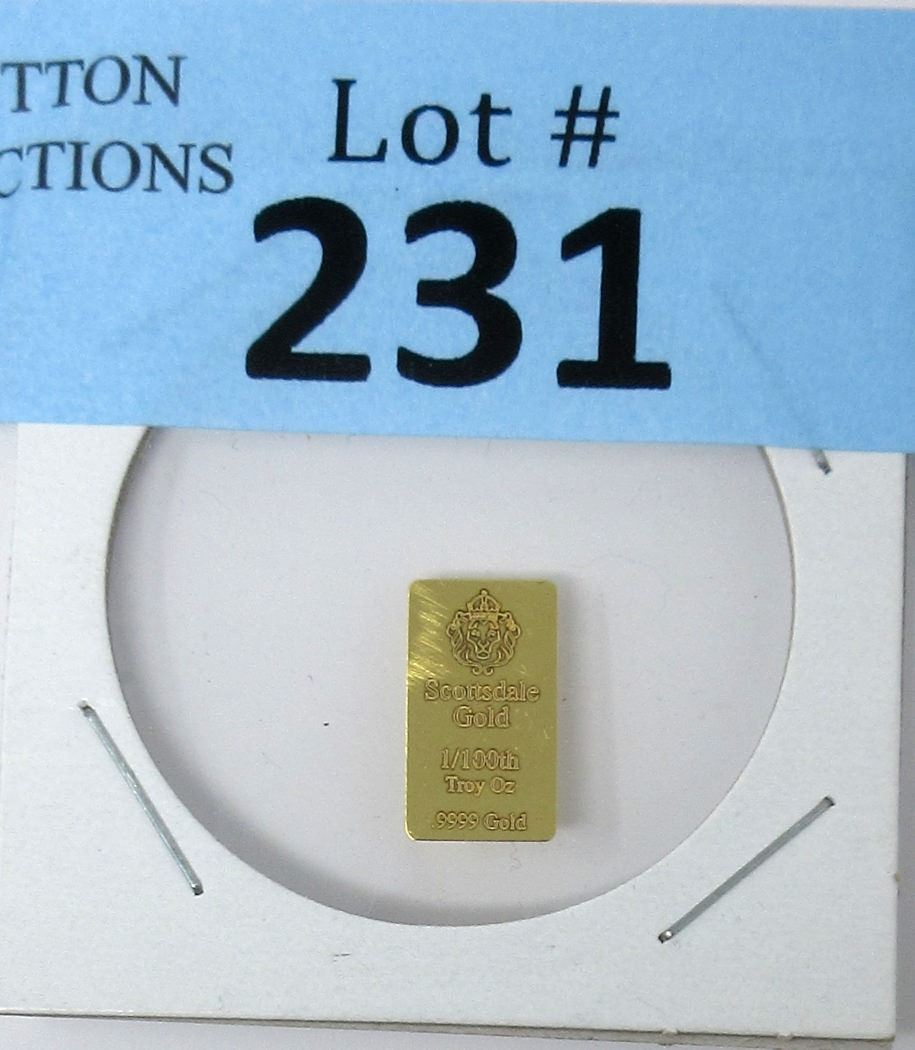 TTON
CTIONS
Lot #
231
Scottsdale
Gold
1/100th
Troy Oz
.9999 Gold